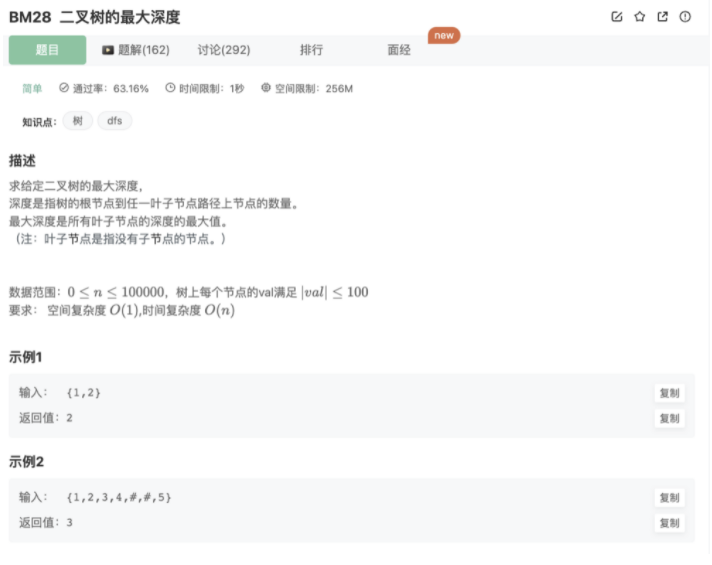 BM28 二叉树的最大深度
题目 题解(162) 讨论(292) 排行 面经 new
简单 通过率：63.16% 时间限制：1秒 空间限制：256M
知识点： 树 dfs
描述
求给定二叉树的最大深度，
深度是指树的根节点到任一叶子节点路径上节点的数量。
最大深度是所有叶子节点的深度的最大值。
（注：叶子节点是指没有子节点的节点。）
数据范围：0 ≤ n ≤ 100000，树上每个节点的val满足 |val| ≤ 100
要求： 空间复杂度 O(1),时间复杂度 O(n)
示例1
输入： {1,2} 复制
返回值：2 复制
示例2
输入： {1,2,3,4,#,#,5} 复制
返回值：3 复制